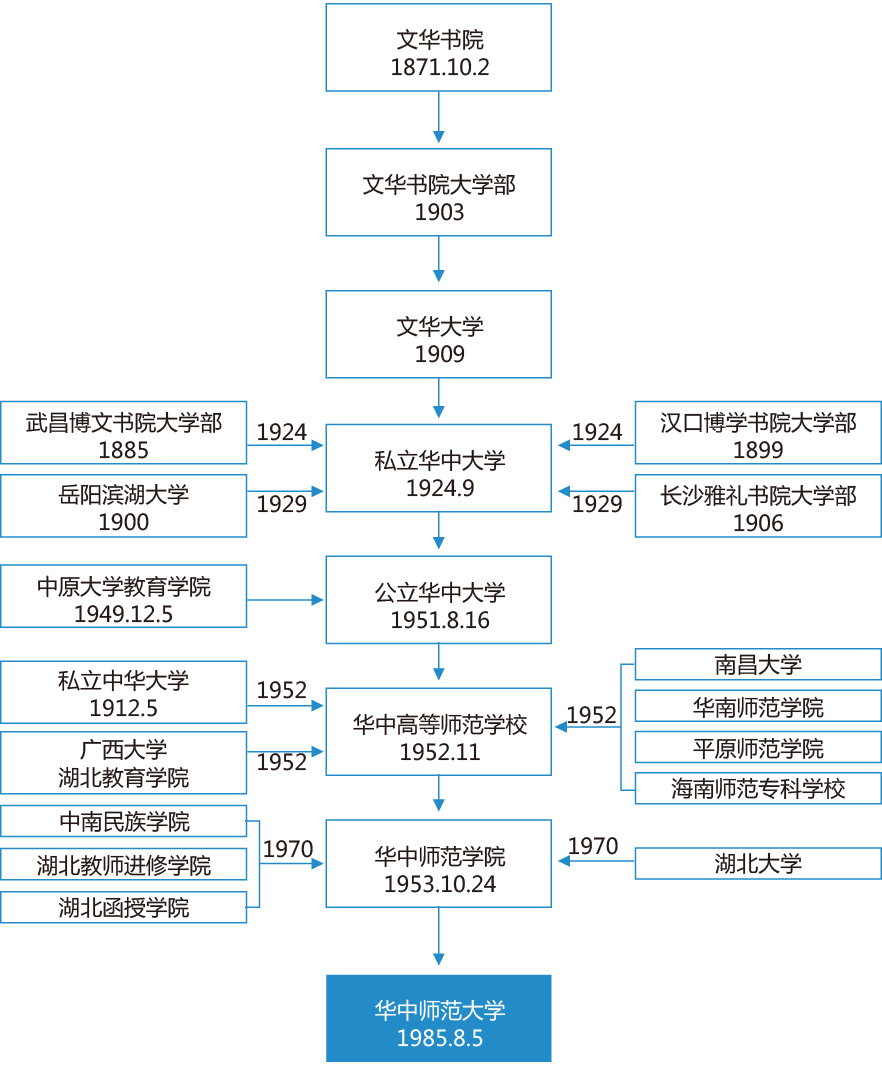 文华书院
1871.10.2
文华书院大学部
1903
文华大学
1909
武昌博文书院大学部
1885
1924
岳阳滨湖大学
1900
1929
私立华中大学
1924.9
1924
汉口博学书院大学部
1899
1929
长沙雅礼书院大学部
1906
中原大学教育学院
1949.12.5
公立华中大学
1951.8.16
私立中华大学
1912.5
1952
广西大学
湖北教育学院
1952
华中高等师范学校
1952.11
1952
南昌大学
华南师范学院
平原师范学院
海南师范专科学校
中南民族学院
湖北教师进修学院
湖北函授学院
1970
华中师范学院
1953.10.24
1970
湖北大学
华中师范大学
1985.8.5